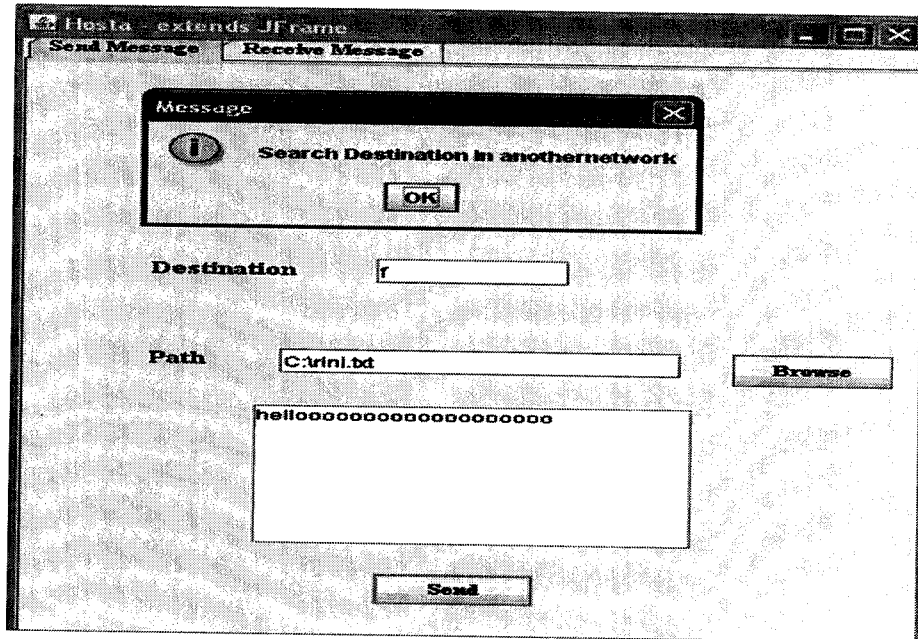 Hosta - extends JFrame
Send Message Receive Message
Message
i
Search Destination in anothernetwork
OK
Destination r
Path C:\rini.txt Browse
hellooooooooooooooooooo
Send